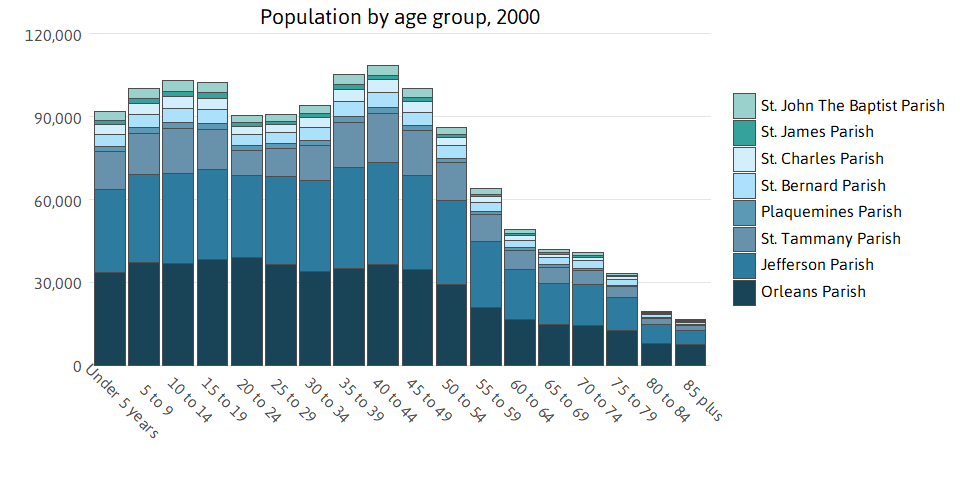 Population by age group, 2000
120,000
90,000
60,000
30,000
0
Under 5 years
5 to 9
10 to 14
15 to 19
20 to 24
25 to 29
30 to 34
35 to 39
40 to 44
45 to 49
50 to 54
55 to 59
60 to 64
65 to 69
70 to 74
75 to 79
80 to 84
85 plus
St. John The Baptist Parish
St. James Parish
St. Charles Parish
St. Bernard Parish
Plaquemines Parish
St. Tammany Parish
Jefferson Parish
Orleans Parish